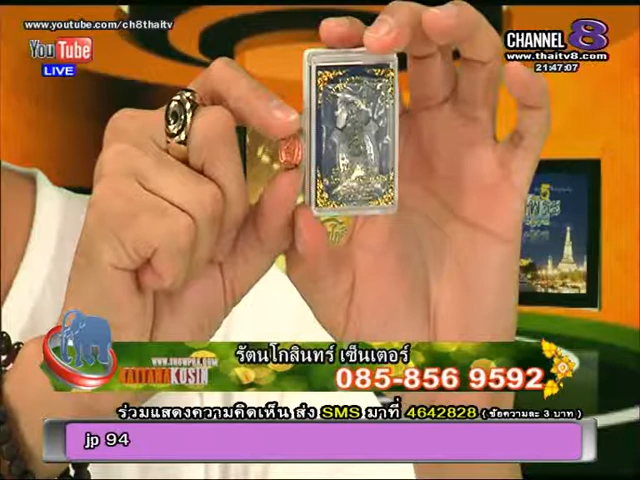 http://www.youtube.com/ch8thaitv
You Tube
LIVE
CHANNEL 8
www.thaitv8.com
21:47:07
รัตนโกสินทร์ เซ็นเตอร์
085-856 9592
ร่วมแสดงความคิดเห็น ส่ง SMS มาที่ 4642828 (ข้อความละ 3 บาท)
jp 94